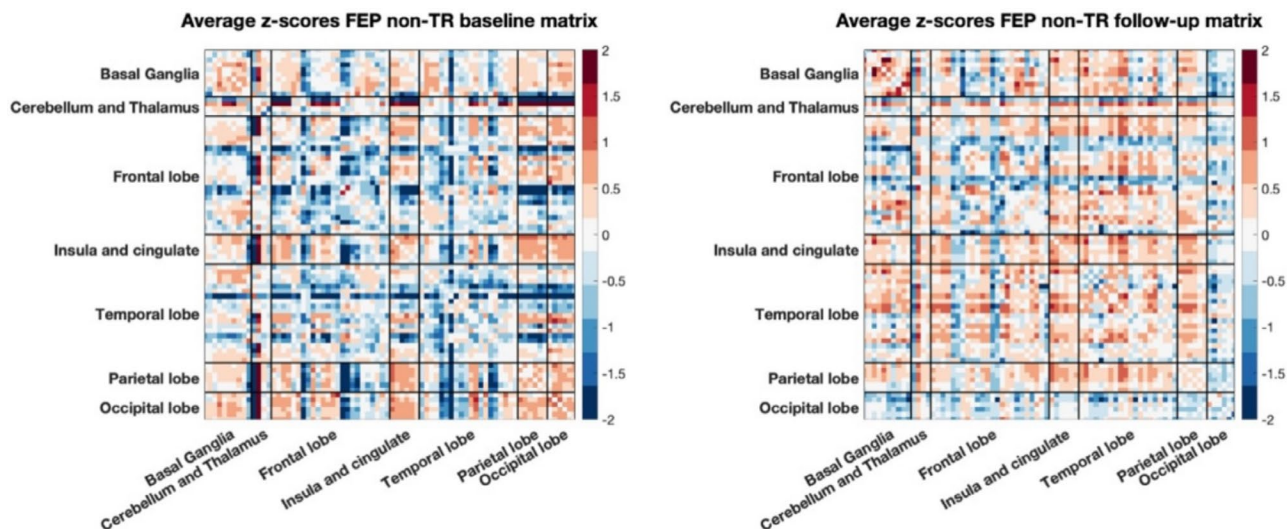 Average z-scores FEP non-TR baseline matrix
Basal Ganglia
Cerebellum and Thalamus
Frontal lobe
Insula and cingulate
Temporal lobe
Parietal lobe
Occipital lobe
2
1.5
1
0.5
0
-0.5
-1
-1.5
-2
Basal Ganglia
Cerebellum and Thalamus
Frontal lobe
Insula and cingulate
Temporal lobe
Parietal lobe
Occipital lobe
Average z-scores FEP non-TR follow-up matrix
Basal Ganglia
Cerebellum and Thalamus
Frontal lobe
Insula and cingulate
Temporal lobe
Parietal lobe
Occipital lobe
2
1.5
1
0.5
0
-0.5
-1
-1.5
-2
Basal Ganglia
Cerebellum and Thalamus
Frontal lobe
Insula and cingulate
Temporal lobe
Parietal lobe
Occipital lobe